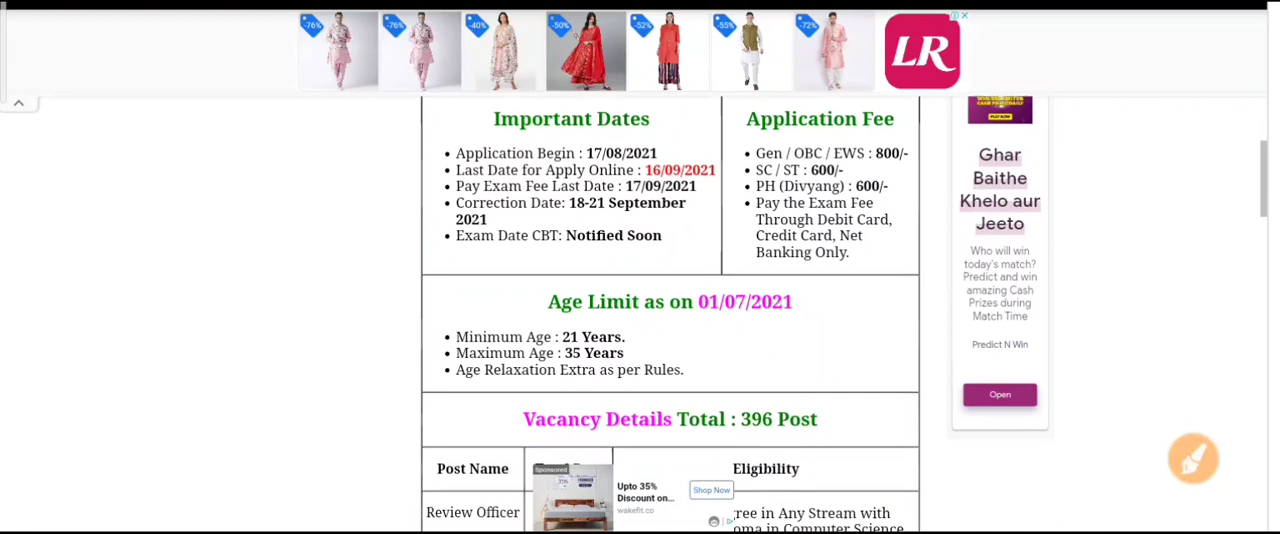 -76%
-76%
-40%
-50%
-52%
-55%
-72%
LR
Important Dates
Application Begin : 17/08/2021
Last Date for Apply Online : 16/09/2021
Pay Exam Fee Last Date : 17/09/2021
Correction Date: 18-21 September
2021
Exam Date CBT: Notified Soon
Application Fee
Gen / OBC / EWS : 800/-
SC / ST : 600/-
PH (Divyang) : 600/-
Pay the Exam Fee
Through Debit Card,
Credit Card, Net
Banking Only.
Age Limit as on 01/07/2021
Minimum Age : 21 Years.
Maximum Age : 35 Years
Age Relaxation Extra as per Rules.
Vacancy Details Total : 396 Post
Post Name
Eligibility
Review Officer
ree in Any Stream with
oma in Computer Science
Sponsored
Upto 35%
Discount on...
wakefit.co
Shop Now
PLAY NOW
Ghar
Baithe
Khelo aur
Jeeto
Who will win
today's match?
Predict and win
amazing Cash
Prizes during
Match Time
Predict N Win
Open